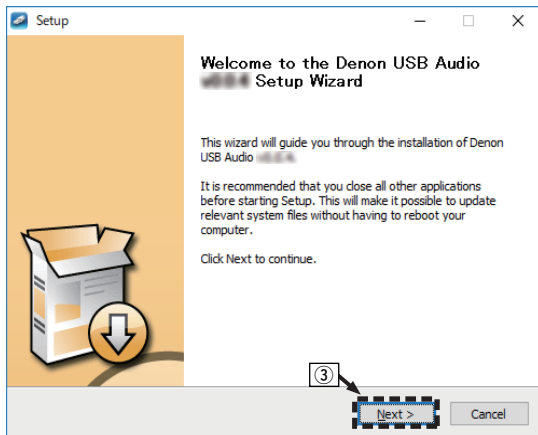 Setup
Welcome to the Denon USB Audio
Setup Wizard
This wizard will guide you through the installation of Denon
USB Audio
It is recommended that you close all other applications
before starting Setup. This will make it possible to update
relevant system files without having to reboot your
computer.
Click Next to continue.
③
Next >
Cancel